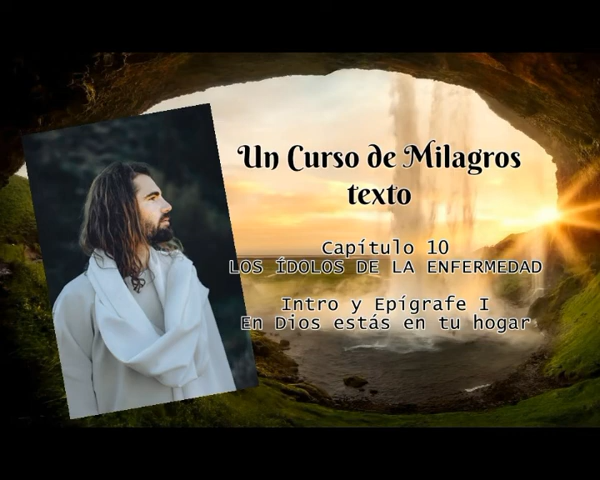 Un Curso de Milagros
texto
Capítulo 10
LOS ÍDOLOS DE LA ENFERMEDAD
Intro y Epígrafe I
En Dios estás en tu hogar